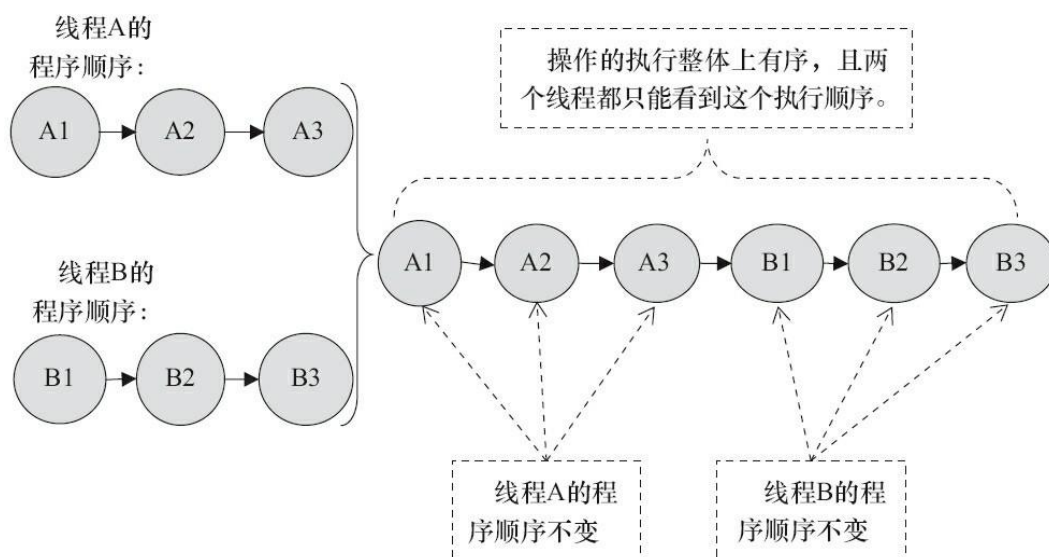 线程A的
程序顺序：
A1
A2
A3
操作的执行整体上有序，且两
个线程都只能看到这个执行顺序。
A1
A2
A3
B1
B2
B3
线程B的
程序顺序：
B1
B2
B3
线程A的程
序顺序不变
线程B的程
序顺序不变